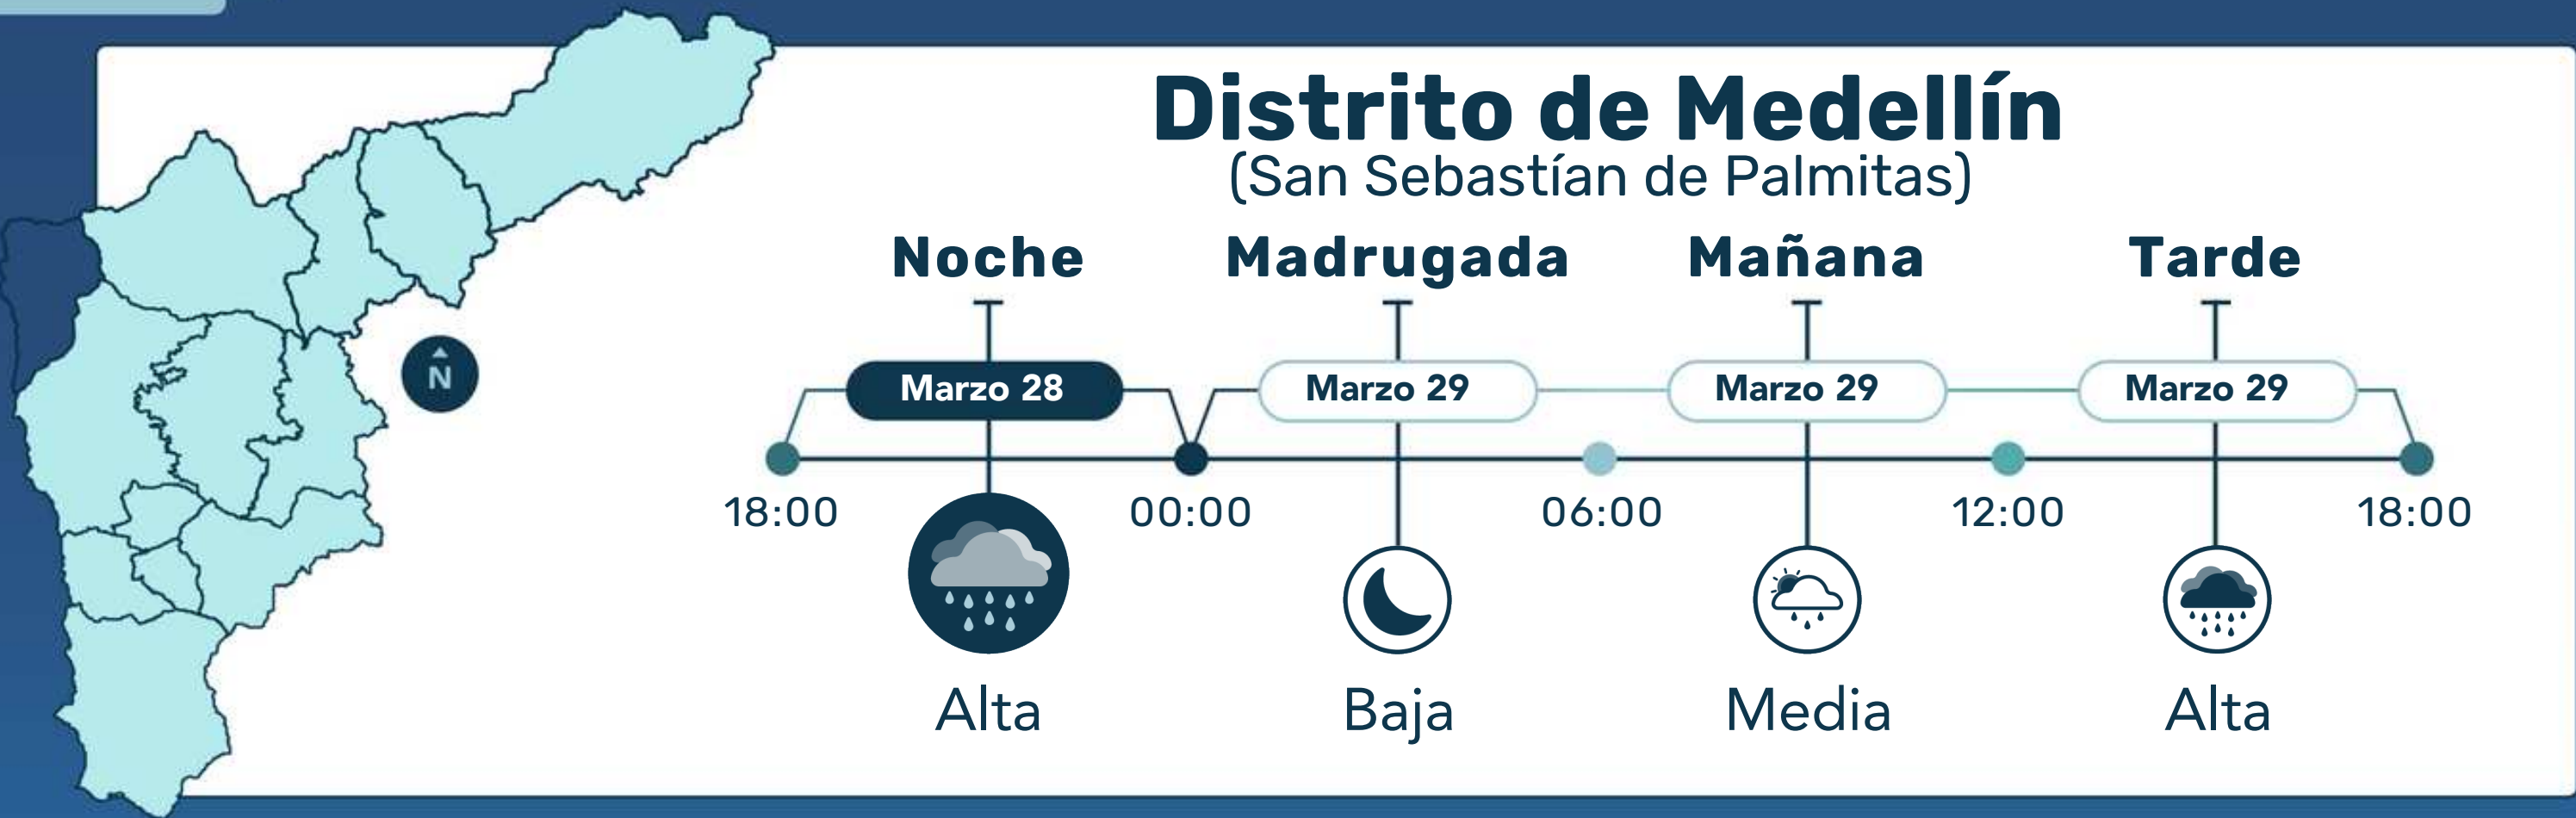 Distrito de Medellín
(San Sebastían de Palmitas)
Noche Madrugada Mañana Tarde
Marzo 28 Marzo 29 Marzo 29 Marzo 29
N
18:00 00:00 06:00 12:00 18:00
Alta Baja Media Alta